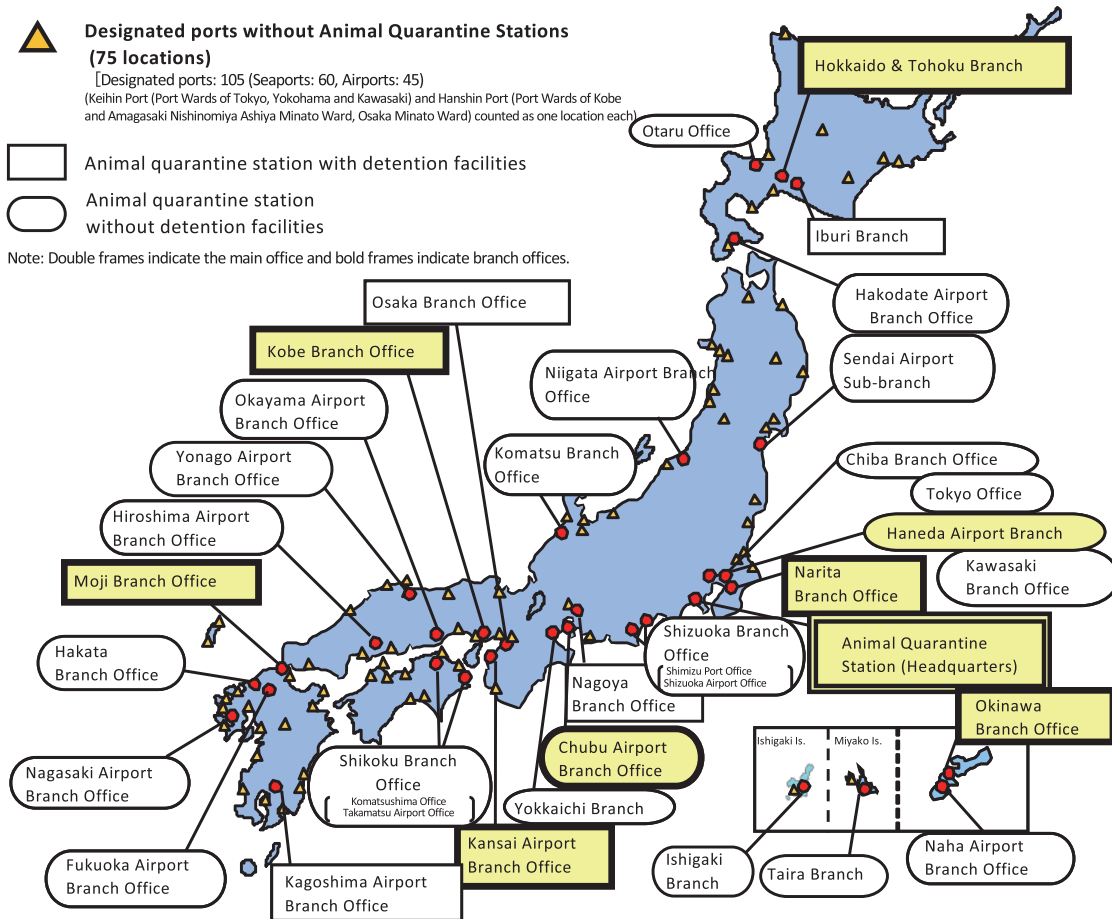 Designated ports without Animal Quarantine Stations
(75 locations)
[Designated ports: 105 (Seaports: 60, Airports: 45)
(Keihin Port (Port Wards of Tokyo, Yokohama and Kawasaki) and Hanshin Port (Port Wards of Kobe
and Amagasaki Nishinomiya Ashiya Minato Ward, Osaka Minato Ward) counted as one location each)
Animal quarantine station with detention facilities
Animal quarantine station
without detention facilities
Note: Double frames indicate the main office and bold frames indicate branch offices.
Hokkaido & Tohoku Branch
Otaru Office
Iburi Branch
Hakodate Airport
Branch Office
Sendai Airport
Sub-branch
Osaka Branch Office
Kobe Branch Office
Niigata Airport Branch
Office
Okayama Airport
Branch Office
Komatsu Branch
Office
Yonago Airport
Branch Office
Hiroshima Airport
Branch Office
Moji Branch Office
Chiba Branch Office
Tokyo Office
Haneda Airport Branch
Kawasaki
Branch Office
Narita
Branch Office
Animal Quarantine
Station (Headquarters)
Shizuoka Branch
Office
[Shimizu Port Office
Shizuoka Airport Office]
Hakata
Branch Office
Nagoya
Branch Office
Okinawa
Branch Office
Chubu Airport
Branch Office
Ishigaki Is.
Miyako Is.
Nagasaki Airport
Branch Office
Shikoku Branch
Office
[Komatsushima Office
Takamatsu Airport Office]
Yokkaichi Branch
Kansai Airport
Branch Office
Fukuoka Airport
Branch Office
Kagoshima Airport
Branch Office
Ishigaki
Branch
Taira Branch
Naha Airport
Branch Office